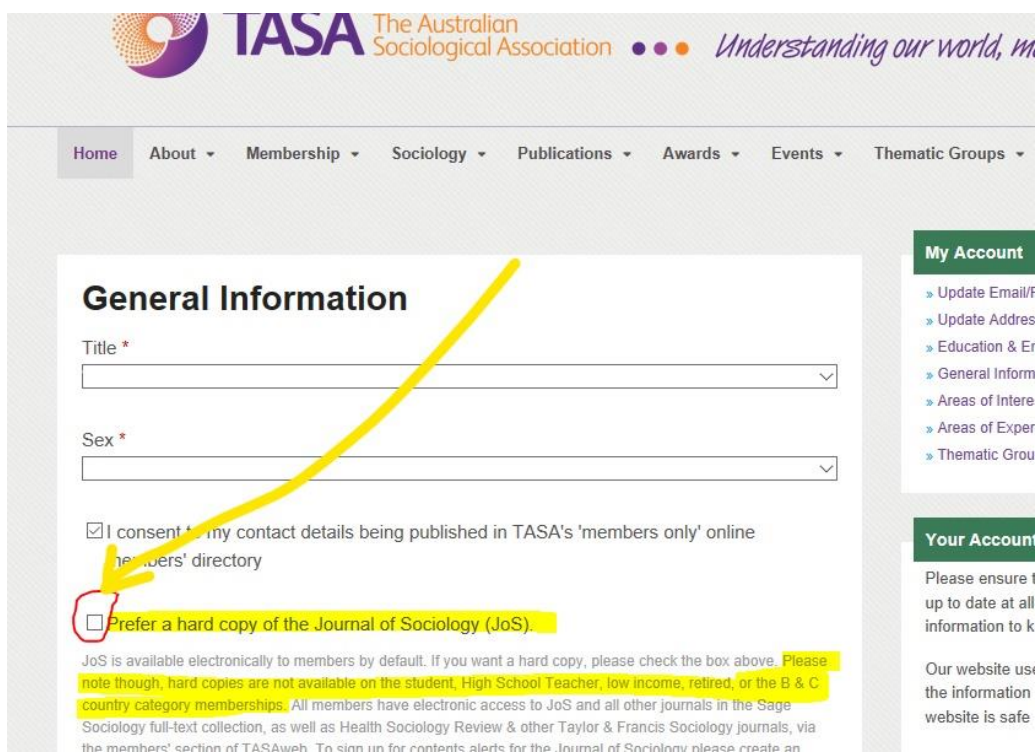 TASA The Australian
Sociological Association
Understanding our world,
Home About Membership Sociology Publications Awards Events Thematic Groups
General Information
Title *
Sex *
I consent to my contact details being published in TASA's 'members only' online
members' directory
Prefer a hard copy of the Journal of Sociology (JoS).
JoS is available electronically to members by default. If you want a hard copy, please check the box above. Please
note though, hard copies are not available on the student, High School Teacher, low income, retired, or the B & C
country category memberships. All members have electronic access to JoS and all other journals in the Sage
Sociology full-text collection, as well as Health Sociology Review & other Taylor & Francis Sociology journals, via
the members' section of TASAweb. To sign up for contents alerts for the Journal of Sociology please create an
My Account
» Update Email/
» Update
» Education &
» General
» Areas of
» Areas of
» Thematic
Your Account
Please ensure
up to date at all
information to
Our website
the information
website is safe